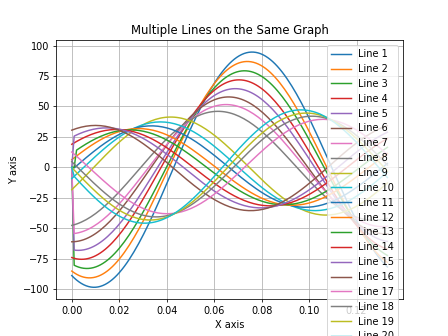 Multiple Lines on the Same Graph
100
75
50
25
0
−25
−50
−75
−100
Y axis
0.00
0.02
0.04
0.06
0.08
0.10
X axis
Line 1
Line 2
Line 3
Line 4
Line 5
Line 6
Line 7
Line 8
Line 9
Line 10
Line 11
Line 12
Line 13
Line 14
Line 15
Line 16
Line 17
Line 18
Line 19
Line 20